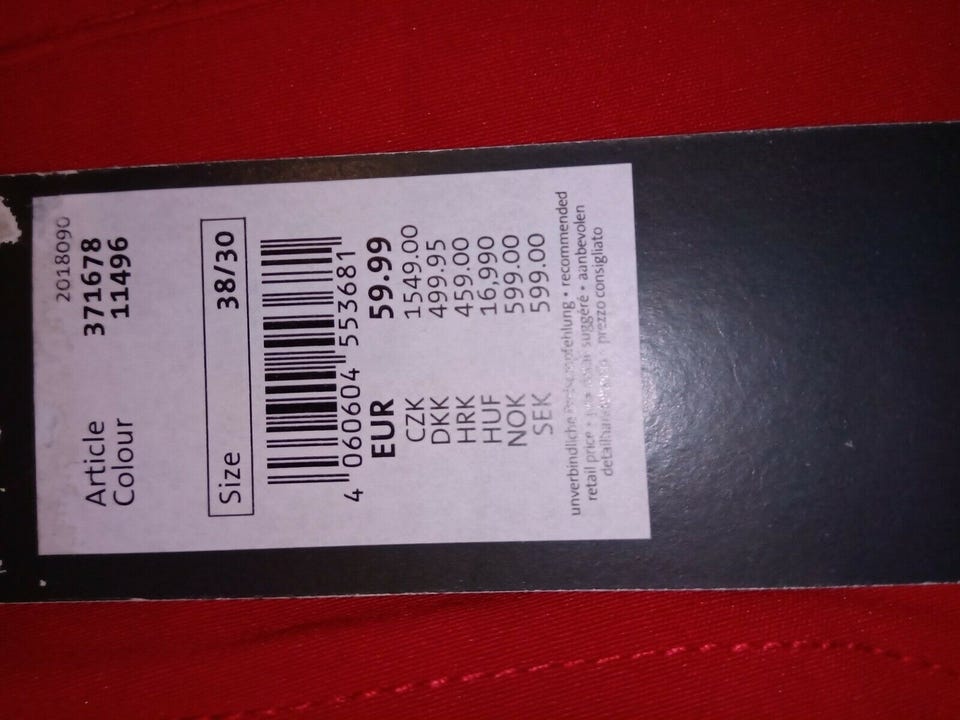 2018090
Article 371678
Colour 11496
Size 38/30
4 060604 553681
EUR 59.99
CZK 1549.00
DKK 499.95
HRK 459.00
HUF 16,990
NOK 599.00
SEK 599.00
unverbindliche • recommended
retail price • suggéré • aanbevolen
prezzo consigliato